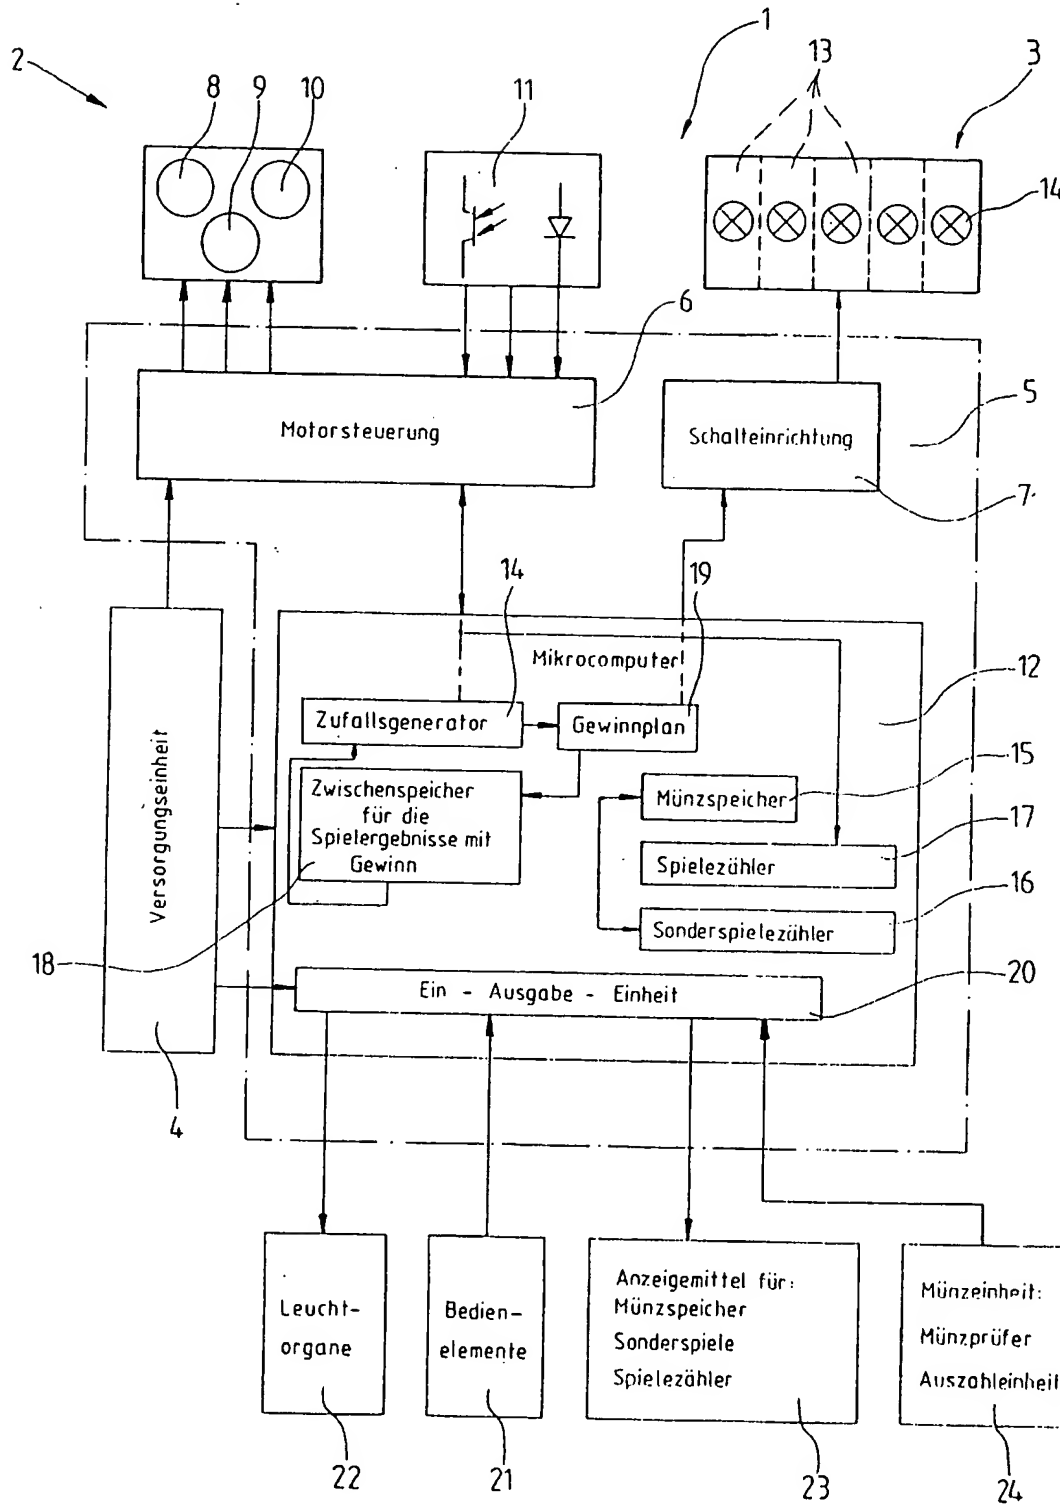 1
2
8
9
10
11
13
3
14
6
Motorsteuerung
Schalteinrichtung
5
7
14
19
Mikrocomputer
12
Zufallsgenerator
Gewinnplan
15
Zwischenspeicher
für die
Spielergebnisse mit
Gewinn
Münzspeicher
17
Spielezähler
16
Sonderspielezähler
Versorgungseinheit
18
20
Ein - Ausgabe - Einheit
4
Leucht-
organe
Bedien-
elemente
Anzeigemittel für:
Münzspeicher
Sonderspiele
Spielezähler
Münzeinheit:
Münzprüfer
Auszahleinheit
22
21
23
24